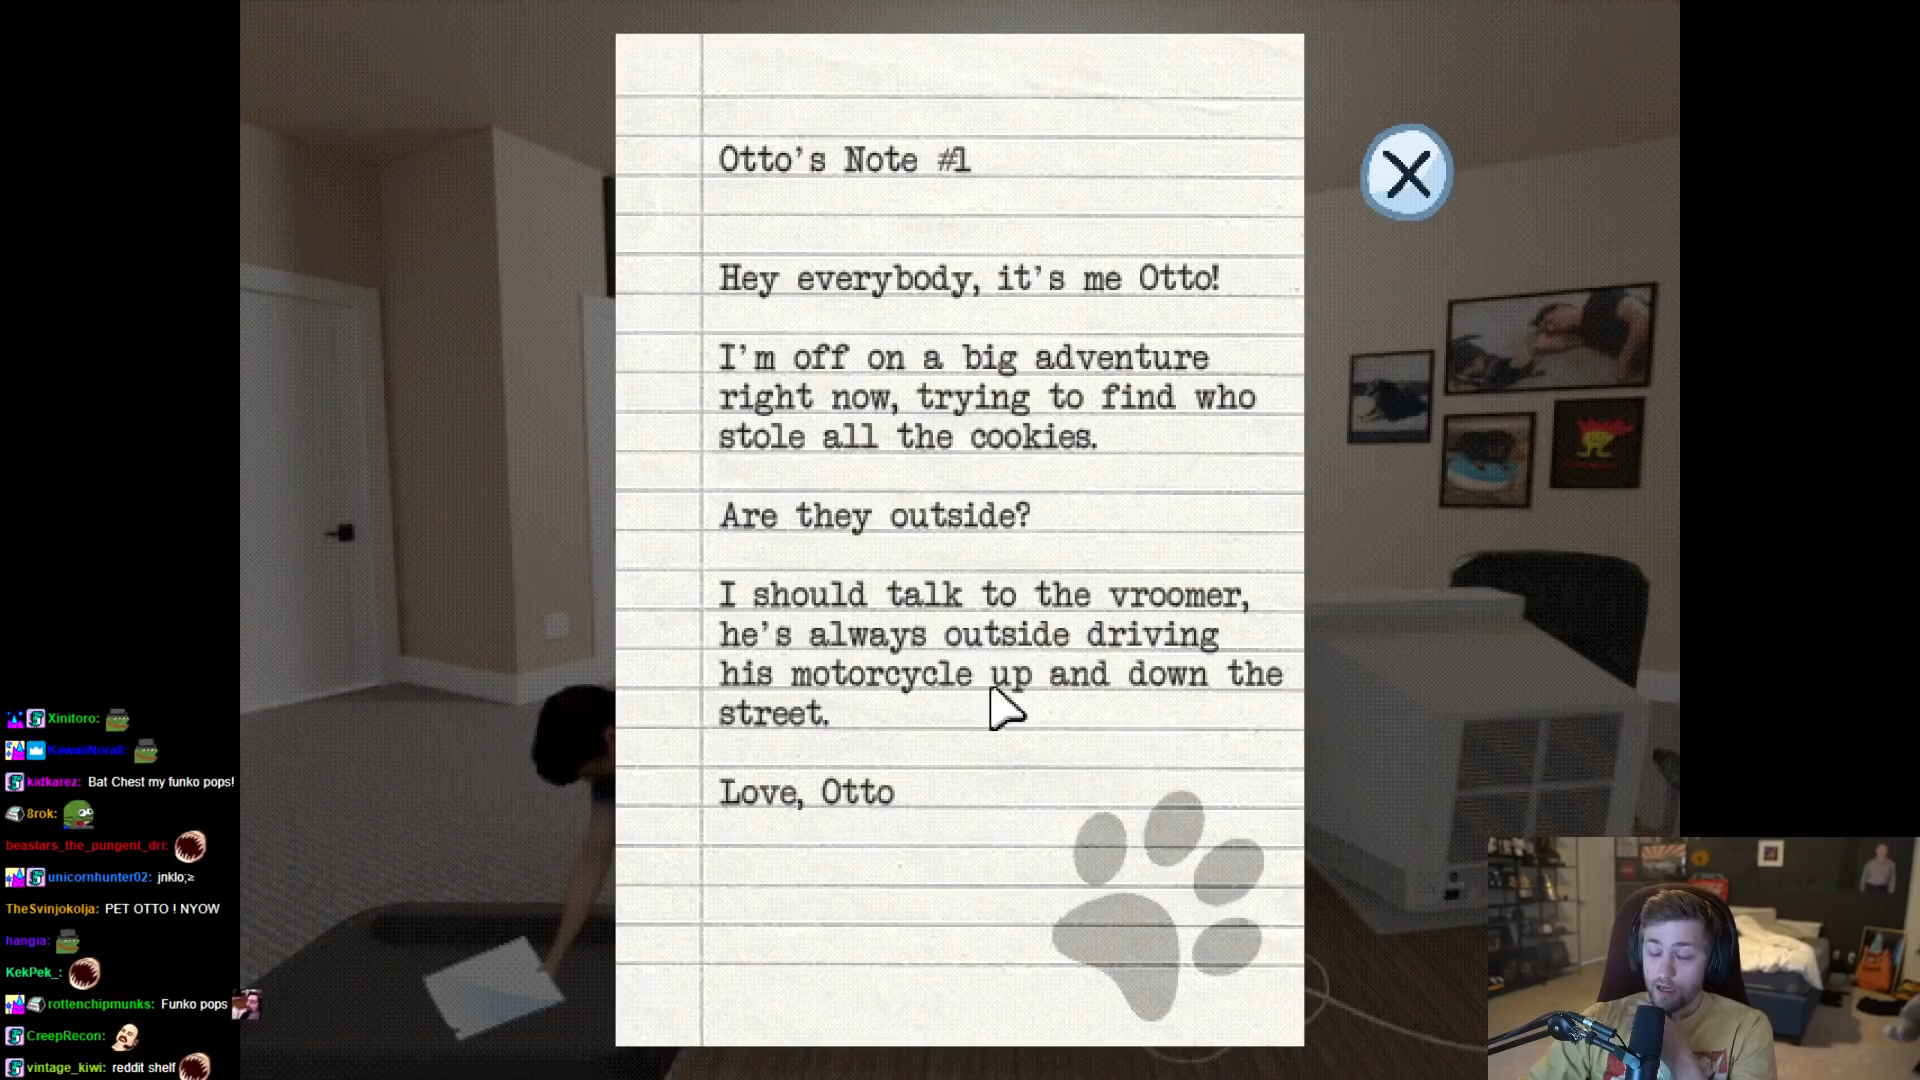 Otto's Note #1
Hey everybody, it's me Otto!
I'm off on a big adventure
right now, trying to find who
stole all the cookies.
Are they outside?
I should talk to the vroomer,
he's always outside driving
his motorcycle up and down the
street.
Love, Otto
Xinitoro:
KawaiiNora8:
kidkarez: Bat Chest my funko pops!
8rok:
beastars_the_pungent_dri:
unicornhunter02: jnklo;≥
TheSvinjokolja: PET OTTO ! NYOW
hangia:
KekPek_:
rottenchipmunks: Funko pops
CreepRecon:
vintage_kiwi: reddit shelf